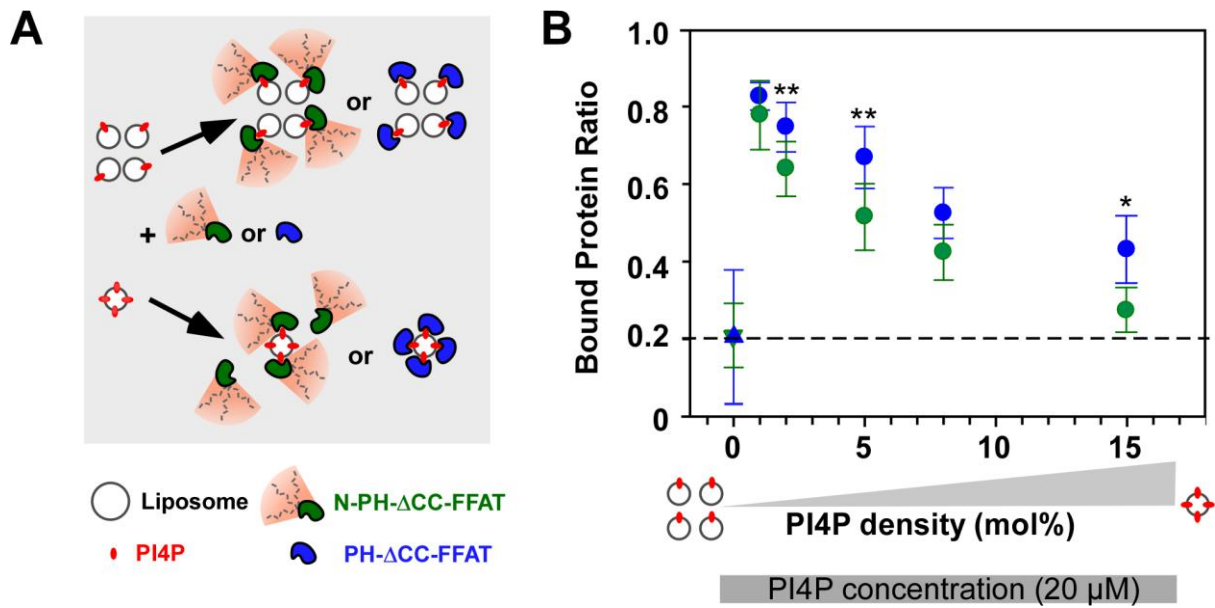 A
or
+
or
or
Liposome
N-PH-ΔCC-FFAT
PI4P
PH-ΔCC-FFAT
B
Bound Protein Ratio
1.0
0.8
0.6
0.4
0.2
0
**
**
*
0
5
10
15
PI4P density (mol%)
PI4P concentration (20 µM)